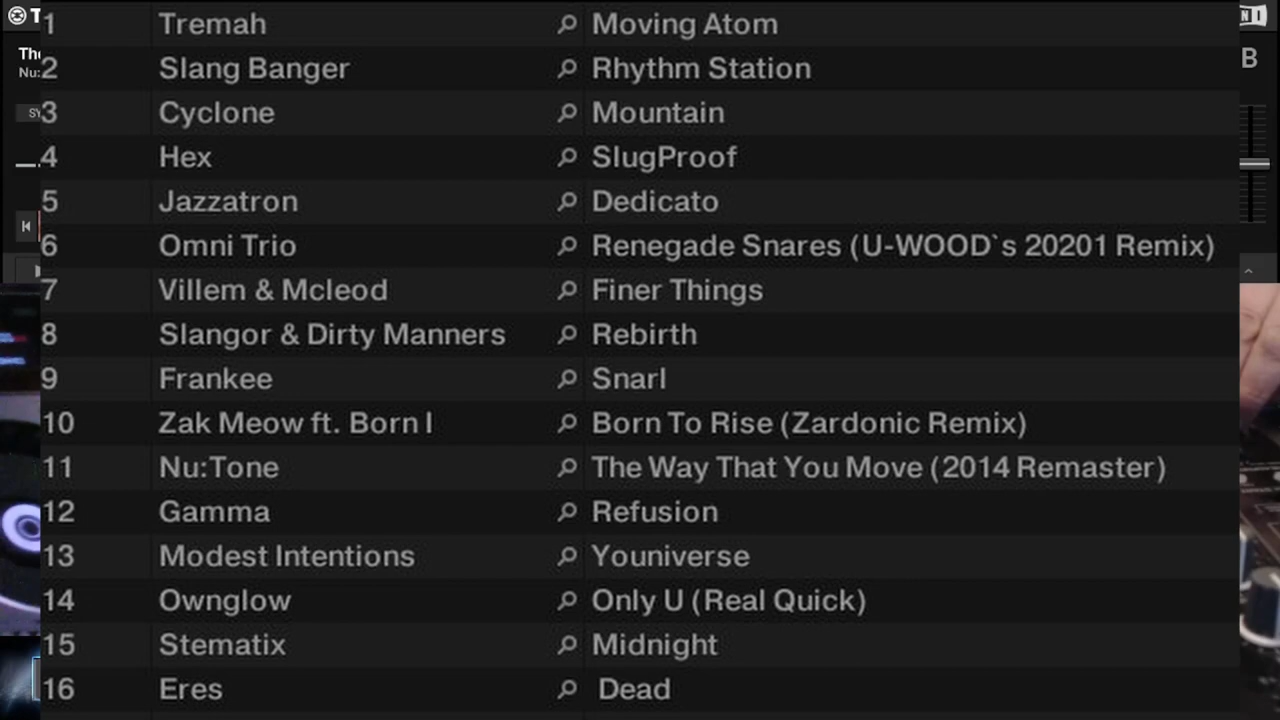 1 Tremah Moving Atom
2 Slang Banger Rhythm Station
3 Cyclone Mountain
4 Hex SlugProof
5 Jazzatron Dedicato
6 Omni Trio Renegade Snares (U-WOOD`s 20201 Remix)
7 Villem & Mcleod Finer Things
8 Slangor & Dirty Manners Rebirth
9 Frankee Snarl
10 Zak Meow ft. Born I Born To Rise (Zardonic Remix)
11 Nu:Tone The Way That You Move (2014 Remaster)
12 Gamma Refusion
13 Modest Intentions Youniverse
14 Ownglow Only U (Real Quick)
15 Stematix Midnight
16 Eres Dead
T
The
Nu:
SY
B